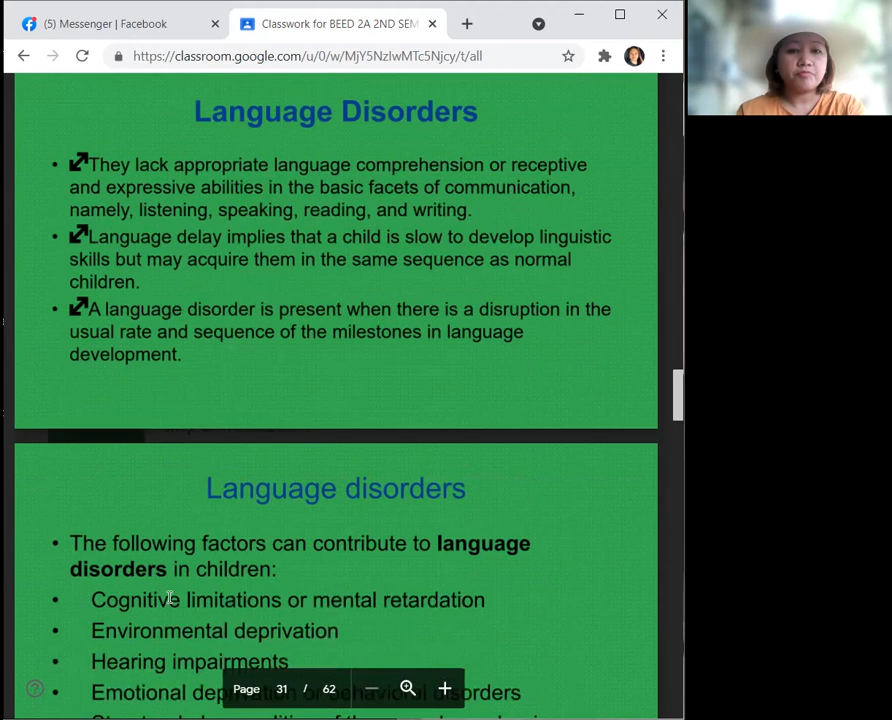 (5) Messenger | Facebook
Classwork for BEED 2A 2ND SEM
https://classroom.google.com/u/0/w/MjY5NzIwMTc5Njcy/t/all
Language Disorders
• They lack appropriate language comprehension or receptive
and expressive abilities in the basic facets of communication,
namely, listening, speaking, reading, and writing.
• Language delay implies that a child is slow to develop linguistic
skills but may acquire them in the same sequence as normal
children.
• A language disorder is present when there is a disruption in the
usual rate and sequence of the milestones in language
development.
Language disorders
• The following factors can contribute to language
disorders in children:
• Cognitive limitations or mental retardation
• Environmental deprivation
• Hearing impairments
• Emotional deprivation or behavioral disorders
Page 31 / 62